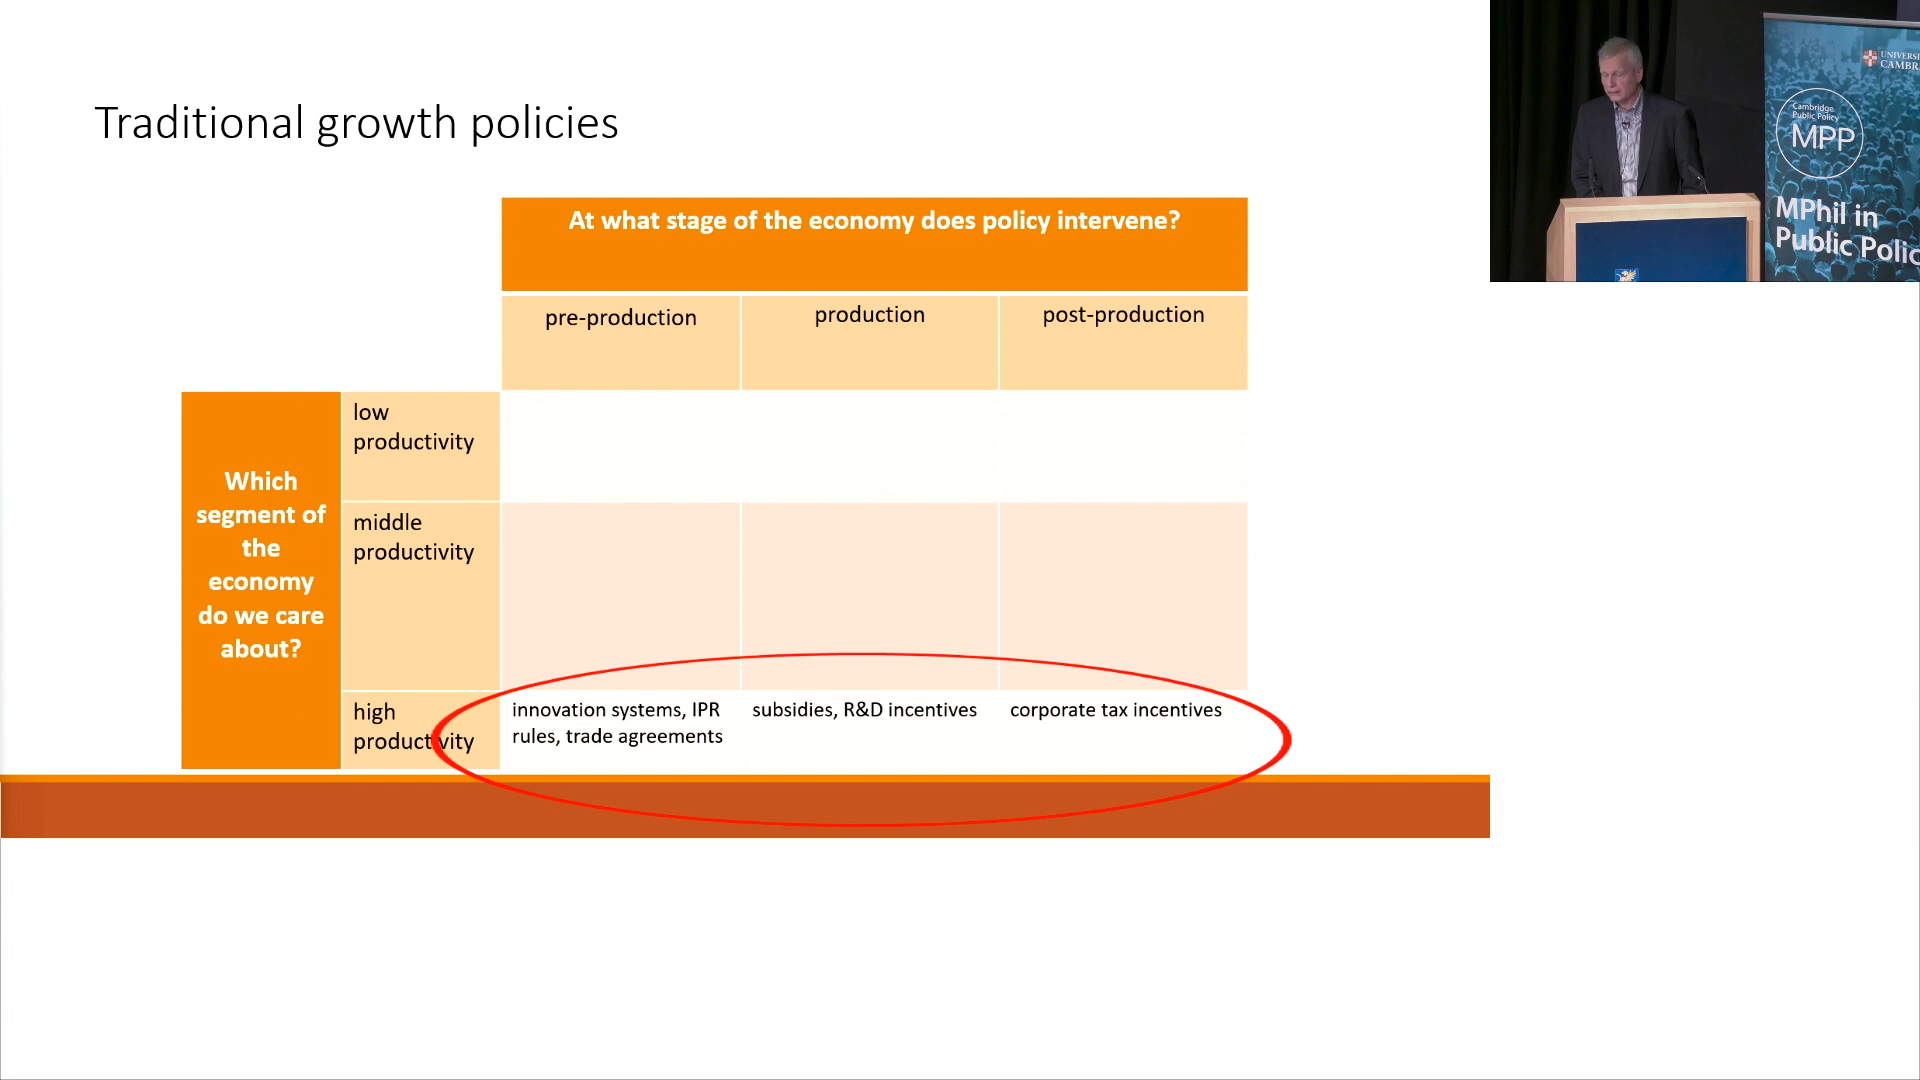 Traditional growth policies
At what stage of the economy does policy intervene?
pre-production
production
post-production
Which
segment of
the
economy
do we care
about?
low
productivity
middle
productivity
high
productivity
innovation systems, IPR
rules, trade agreements
subsidies, R&D incentives
corporate tax incentives
UNIVERSI
CAMBR
Cambridge
Public Policy
MPP
MPhil in
Public Polic